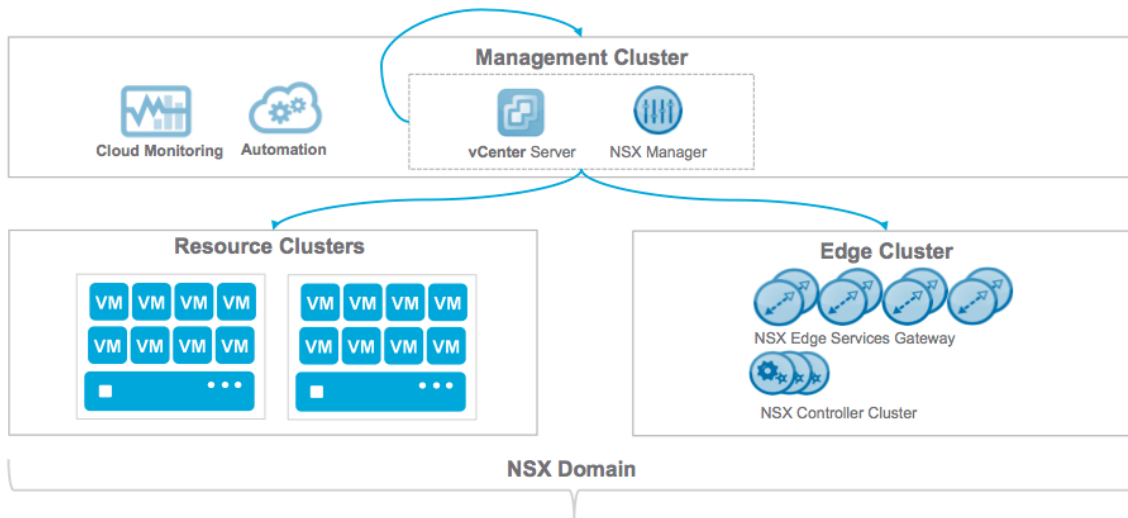 Management Cluster
Cloud Monitoring
Automation
vCenter Server
NSX Manager
Resource Clusters
VM VM VM VM
VM VM VM VM
VM VM VM VM
VM VM VM VM
Edge Cluster
NSX Edge Services Gateway
NSX Controller Cluster
NSX Domain